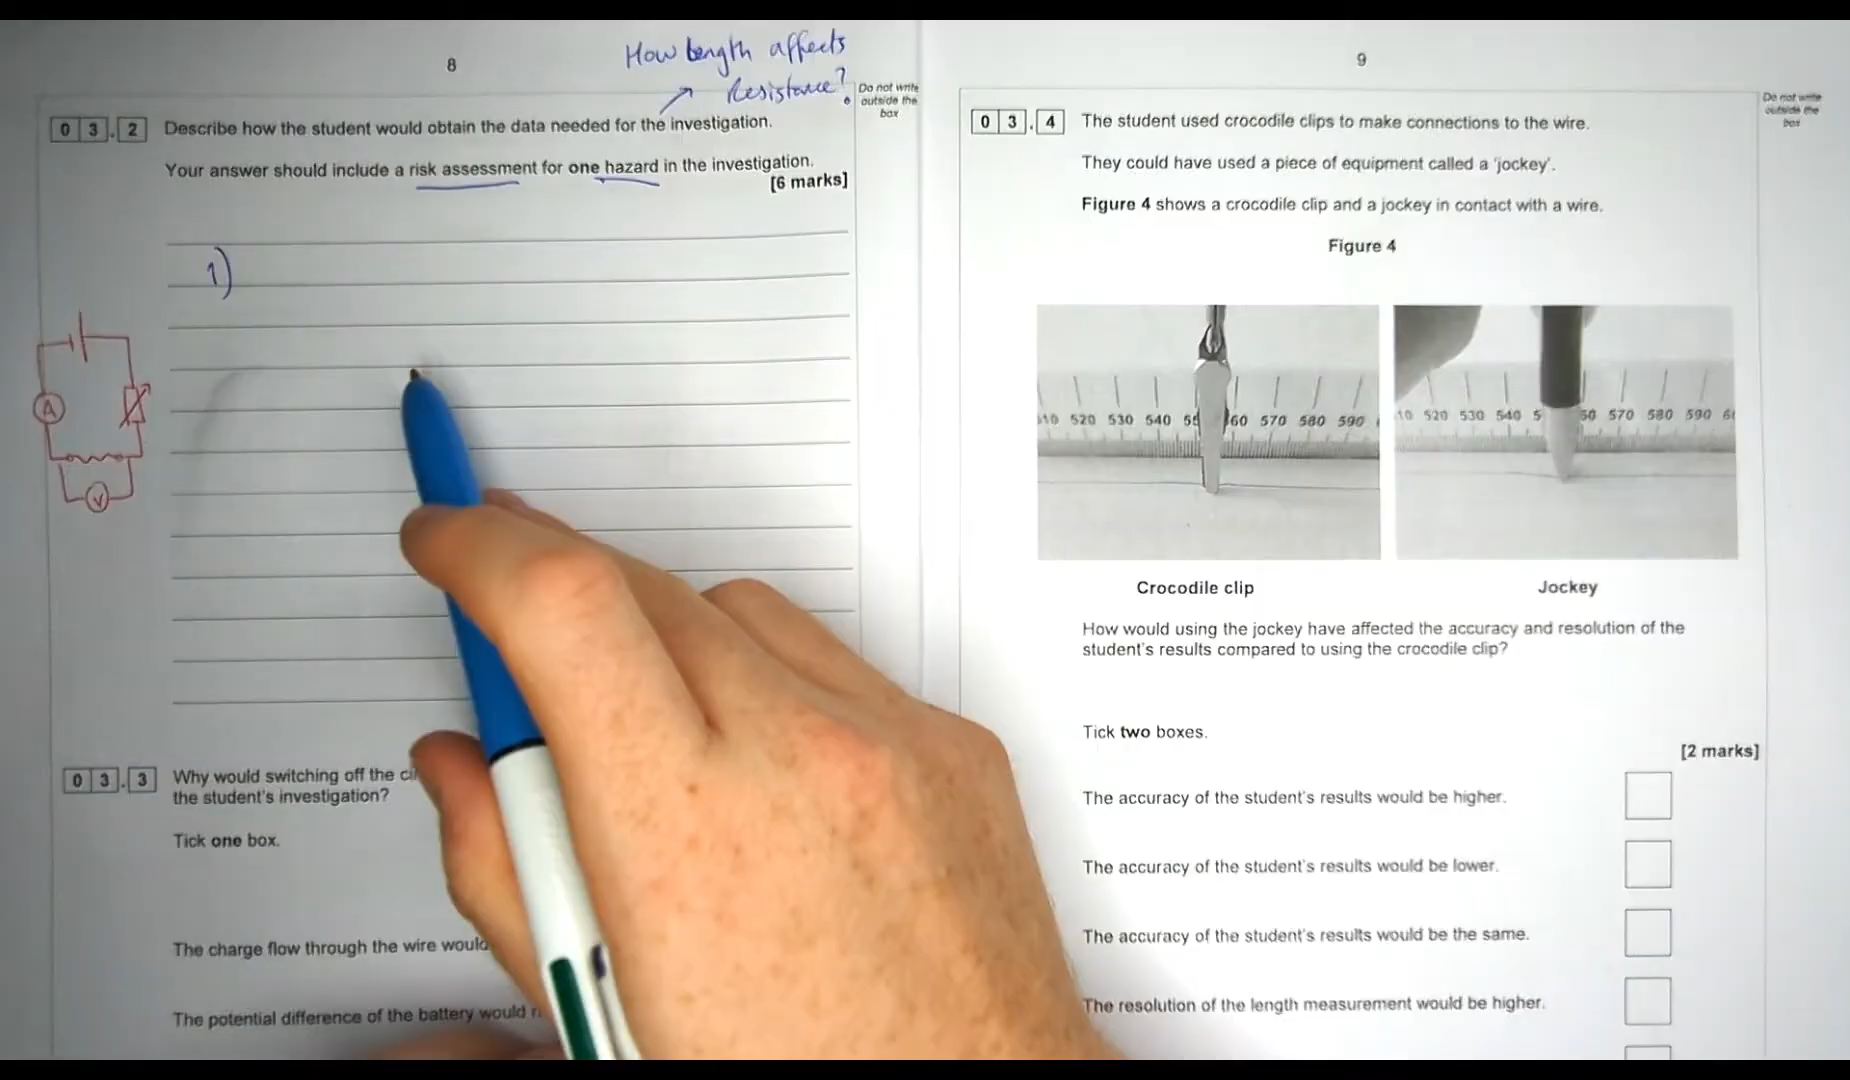 8
How length affects
Resistance?
Do not write
outside the
box
0 3 . 2 Describe how the student would obtain the data needed for the investigation.
Your answer should include a risk assessment for one hazard in the investigation.
[6 marks]
1)
A
V
0 3 . 3 Why would switching off the
the student's investigation?
Tick one box.
The charge flow through the wire would
The potential difference of the battery would
9
Do not write
outside the
box
0 3 . 4 The student used crocodile clips to make connections to the wire.
They could have used a piece of equipment called a 'jockey'.
Figure 4 shows a crocodile clip and a jockey in contact with a wire.
Figure 4
510 520 530 540 55 60 570 580 590
10 520 530 540 5 50 570 580 590 6
Crocodile clip
Jockey
How would using the jockey have affected the accuracy and resolution of the
student's results compared to using the crocodile clip?
Tick two boxes.
[2 marks]
The accuracy of the student's results would be higher.
The accuracy of the student's results would be lower.
The accuracy of the student's results would be the same.
The resolution of the length measurement would be higher.